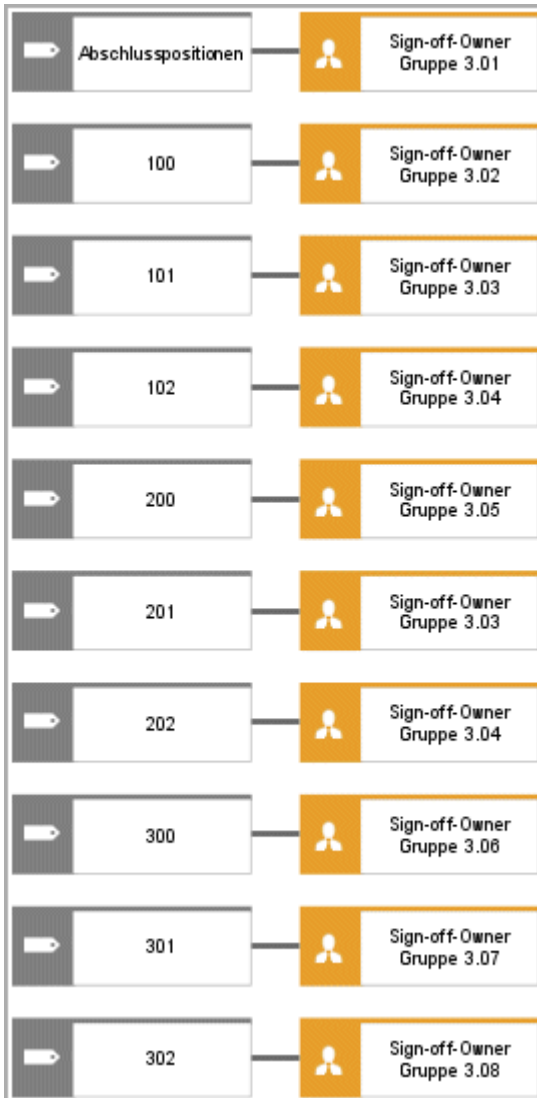 Abschlusspositionen
Sign-off-Owner
Gruppe 3.01
100
Sign-off-Owner
Gruppe 3.02
101
Sign-off-Owner
Gruppe 3.03
102
Sign-off-Owner
Gruppe 3.04
200
Sign-off-Owner
Gruppe 3.05
201
Sign-off-Owner
Gruppe 3.03
202
Sign-off-Owner
Gruppe 3.04
300
Sign-off-Owner
Gruppe 3.06
301
Sign-off-Owner
Gruppe 3.07
302
Sign-off-Owner
Gruppe 3.08